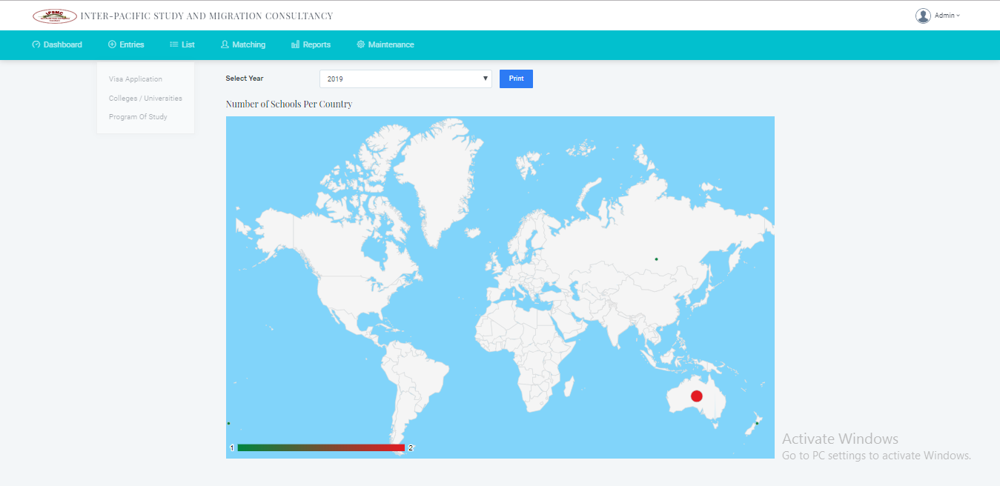 IPSMC
INTER-PACIFIC STUDY AND MIGRATION CONSULTANCY
Admin
Dashboard Entries List Matching Reports Maintenance
Visa Application
Colleges / Universities
Program Of Study
Select Year 2019 Print
Number of Schools Per Country
1 2
Activate Windows
Go to PC settings to activate Windows.